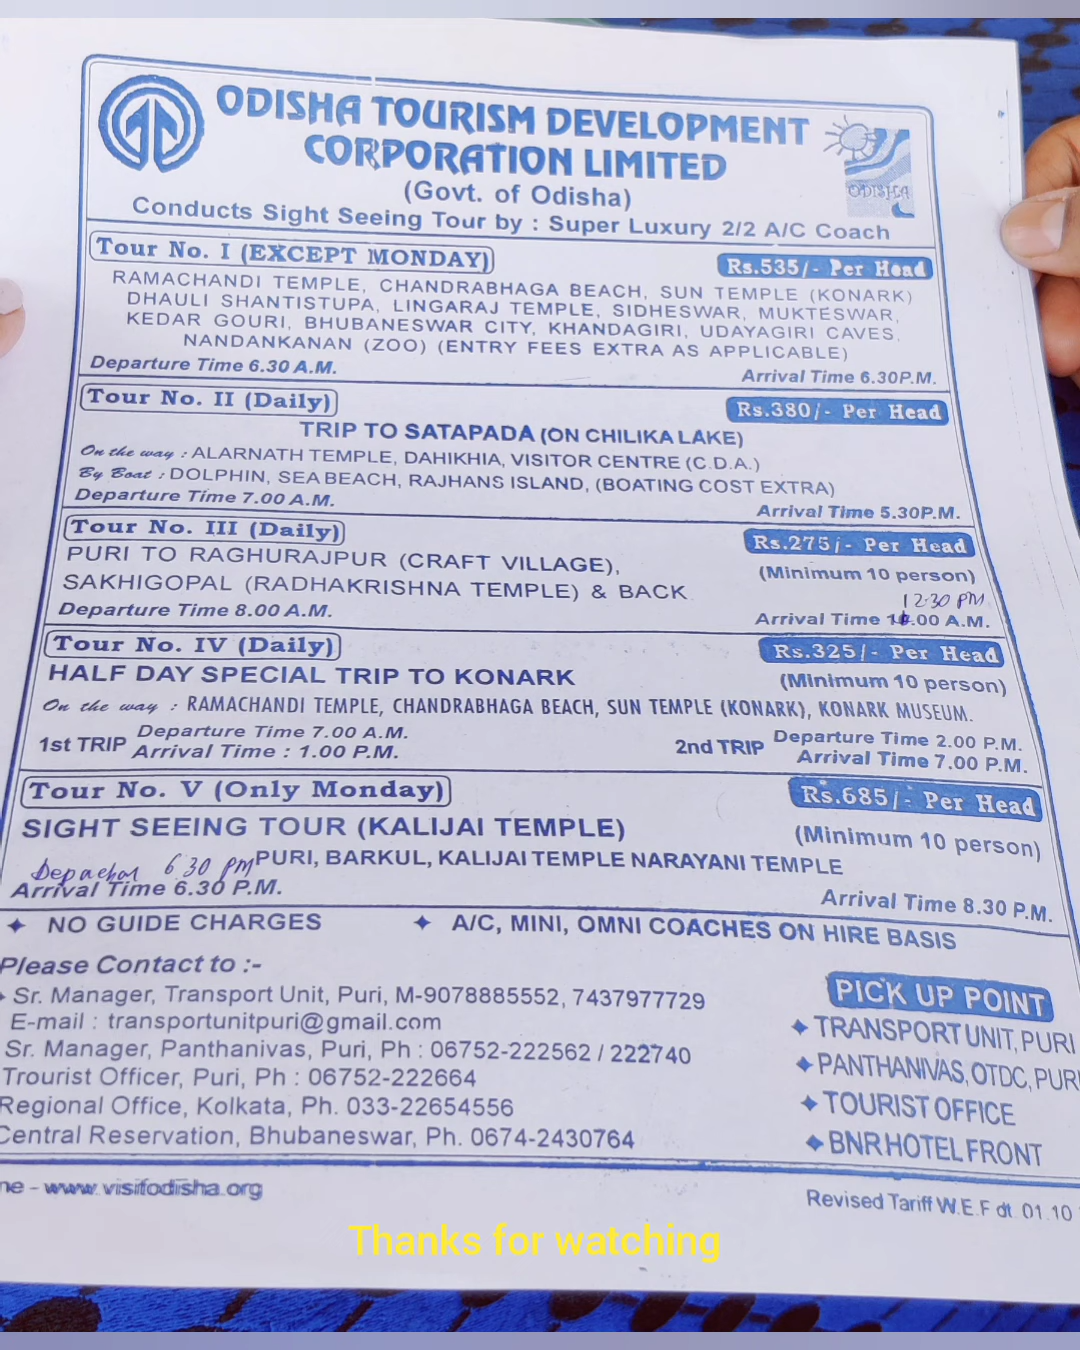 ODISHA TOURISM DEVELOPMENT
CORPORATION LIMITED
ODISHA
(Govt. of Odisha)
Conducts Sight Seeing Tour by : Super Luxury 2/2 A/C Coach
Tour No. I (EXCEPT MONDAY) Rs.535/- Per Head
RAMACHANDI TEMPLE, CHANDRABHAGA BEACH, SUN TEMPLE (KONARK)
DHAULI SHANTISTUPA, LINGARAJ TEMPLE, SIDHESWAR, MUKTESWAR,
KEDAR GOURI, BHUBANESWAR CITY, KHANDAGIRI, UDAYAGIRI CAVES,
NANDANKANAN (ZOO) (ENTRY FEES EXTRA AS APPLICABLE)
Departure Time 6.30 A.M. Arrival Time 6.30P.M.
Tour No. II (Daily) Rs.380/- Per Head
TRIP TO SATAPADA (ON CHILIKA LAKE)
On the way : ALARNATH TEMPLE, DAHIKHIA, VISITOR CENTRE (C.D.A.)
By Boat : DOLPHIN, SEA BEACH, RAJHANS ISLAND, (BOATING COST EXTRA)
Departure Time 7.00 A.M. Arrival Time 5.30P.M.
Tour No. III (Daily) Rs.275/- Per Head
PURI TO RAGHURAJPUR (CRAFT VILLAGE), (Minimum 10 person)
SAKHIGOPAL (RADHAKRISHNA TEMPLE) & BACK 12.30 PM
Departure Time 8.00 A.M. Arrival Time .00 A.M.
Tour No. IV (Daily) Rs.325/- Per Head
HALF DAY SPECIAL TRIP TO KONARK (Minimum 10 person)
On the way : RAMACHANDI TEMPLE, CHANDRABHAGA BEACH, SUN TEMPLE (KONARK), KONARK MUSEUM.
1st TRIP Departure Time 7.00 A.M. 2nd TRIP Departure Time 2.00 P.M.
Arrival Time : 1.00 P.M. Arrival Time 7.00 P.M.
Tour No. V (Only Monday) Rs.685/- Per Head
SIGHT SEEING TOUR (KALIJAI TEMPLE) (Minimum 10 person)
6.30 PM PURI, BARKUL, KALIJAI TEMPLE NARAYANI TEMPLE
Arrival Time 6.30 P.M. Arrival Time 8.30 P.M.
✦ NO GUIDE CHARGES ✦ A/C, MINI, OMNI COACHES ON HIRE BASIS
Please Contact to :-
Sr. Manager, Transport Unit, Puri, M-9078885552, 7437977729
E-mail : transportunitpuri@gmail.com
Sr. Manager, Panthanivas, Puri, Ph : 06752-222562 / 222740
Trourist Officer, Puri, Ph : 06752-222664
Regional Office, Kolkata, Ph. 033-22654556
Central Reservation, Bhubaneswar, Ph. 0674-2430764
PICK UP POINT
✦ TRANSPORT UNIT, PURI
✦ PANTHANIVAS, OTDC, PURI
✦ TOURIST OFFICE
✦ BNR HOTEL FRONT
ne - www.visitodisha.org
Revised Tariff W.E.F dt. 01.10
Thanks for watching